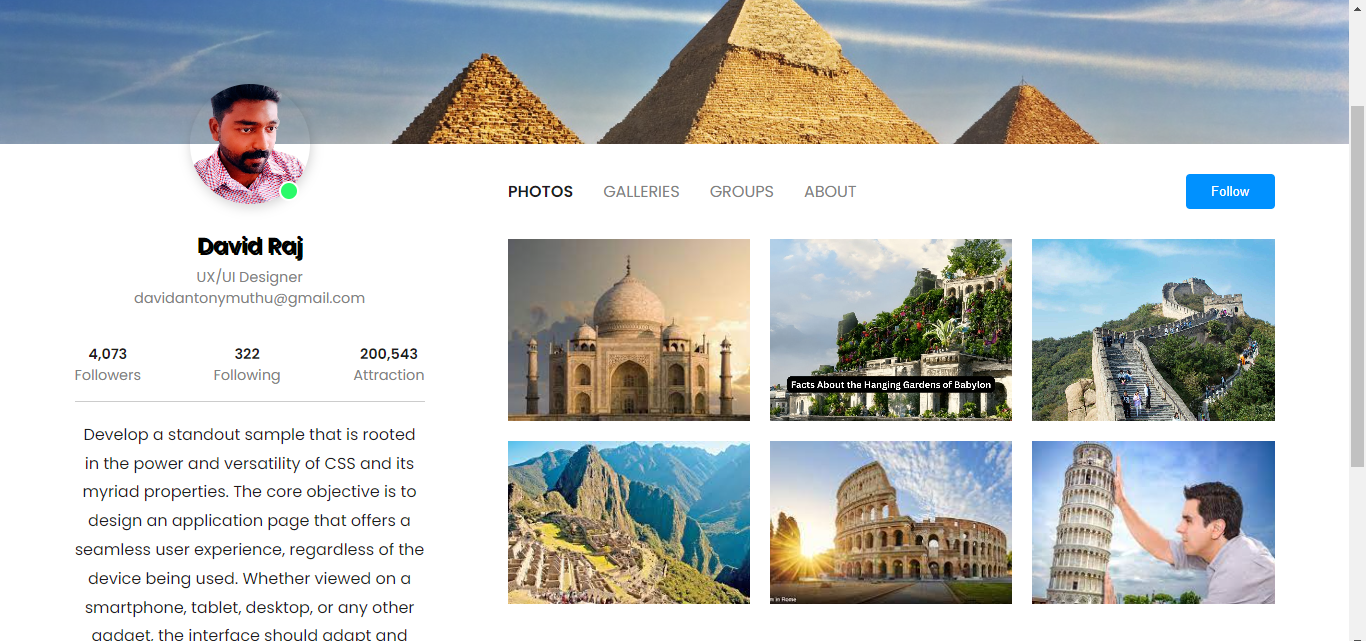 PHOTOS GALLERIES GROUPS ABOUT Follow
David Raj
UX/UI Designer
davidantonymuthu@gmail.com
4,073 322 200,543
Followers Following Attraction
Develop a standout sample that is rooted
in the power and versatility of CSS and its
myriad properties. The core objective is to
design an application page that offers a
seamless user experience, regardless of the
device being used. Whether viewed on a
smartphone, tablet, desktop, or any other
gadget, the interface should adapt and
Facts About the Hanging Gardens of Babylon
m in Rome